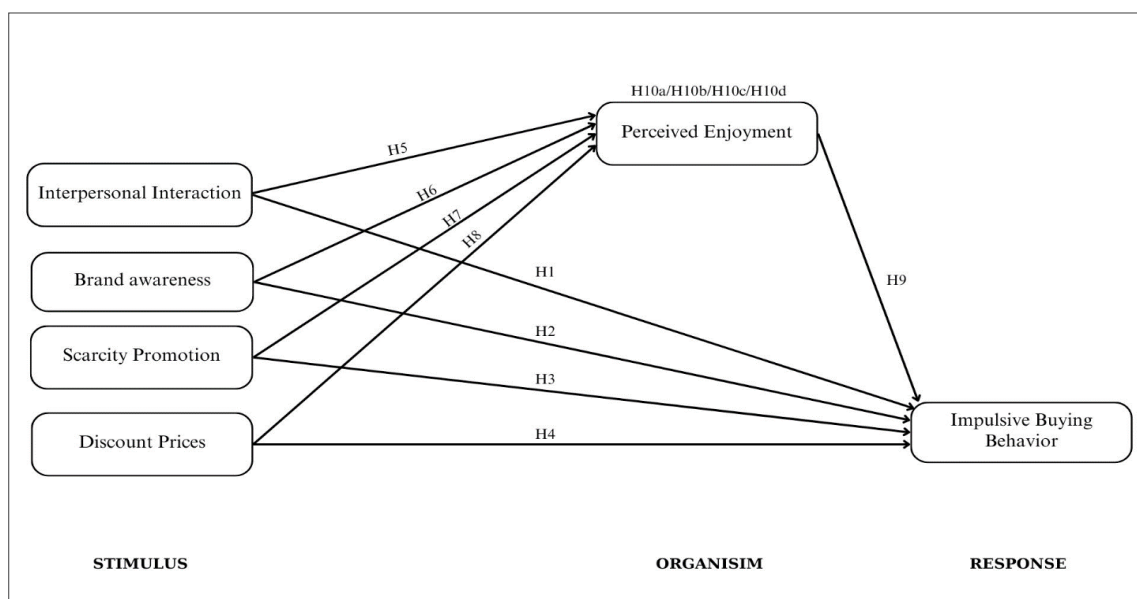 H10a/H10b/H10c/H10d
Perceived Enjoyment
H5
Interpersonal Interaction
H6
H7
H8
Brand awareness
H1
H9
H2
Scarcity Promotion
H3
Discount Prices
H4
Impulsive Buying
Behavior
STIMULUS
ORGANISIM
RESPONSE